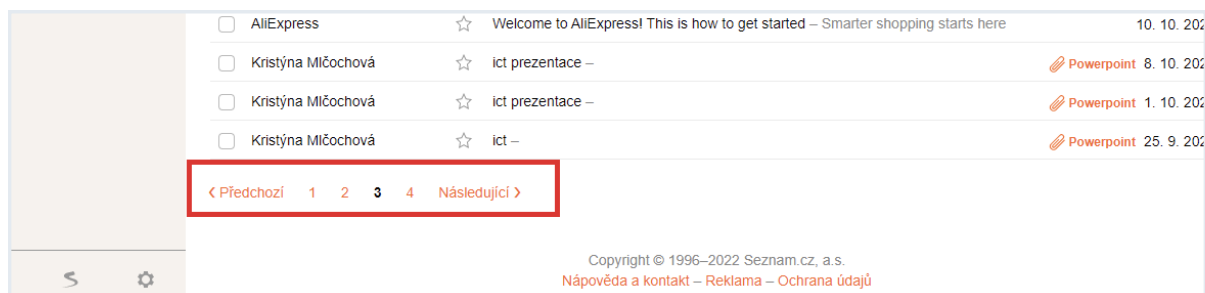 AliExpress Welcome to AliExpress! This is how to get started – Smarter shopping starts here 10. 10. 202
Kristýna Mlčochová ict prezentace – Powerpoint 8. 10. 202
Kristýna Mlčochová ict prezentace – Powerpoint 1. 10. 202
Kristýna Mlčochová ict – Powerpoint 25. 9. 202
‹ Předchozí 1 2 3 4 Následující ›
Copyright © 1996–2022 Seznam.cz, a.s.
Nápověda a kontakt – Reklama – Ochrana údajů